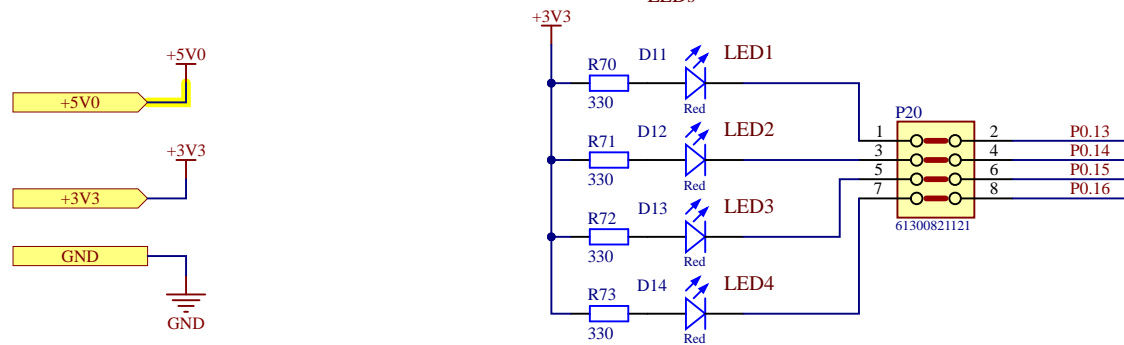 LEDs
+3V3
+5V0
+5V0
+3V3
+3V3
GND
GND
D11 LED1
R70
330
Red
D12 LED2
R71
330
Red
D13 LED3
R72
330
Red
D14 LED4
R73
330
Red
P20
1 2 P0.13
3 4 P0.14
5 6 P0.15
7 8 P0.16
61300821121